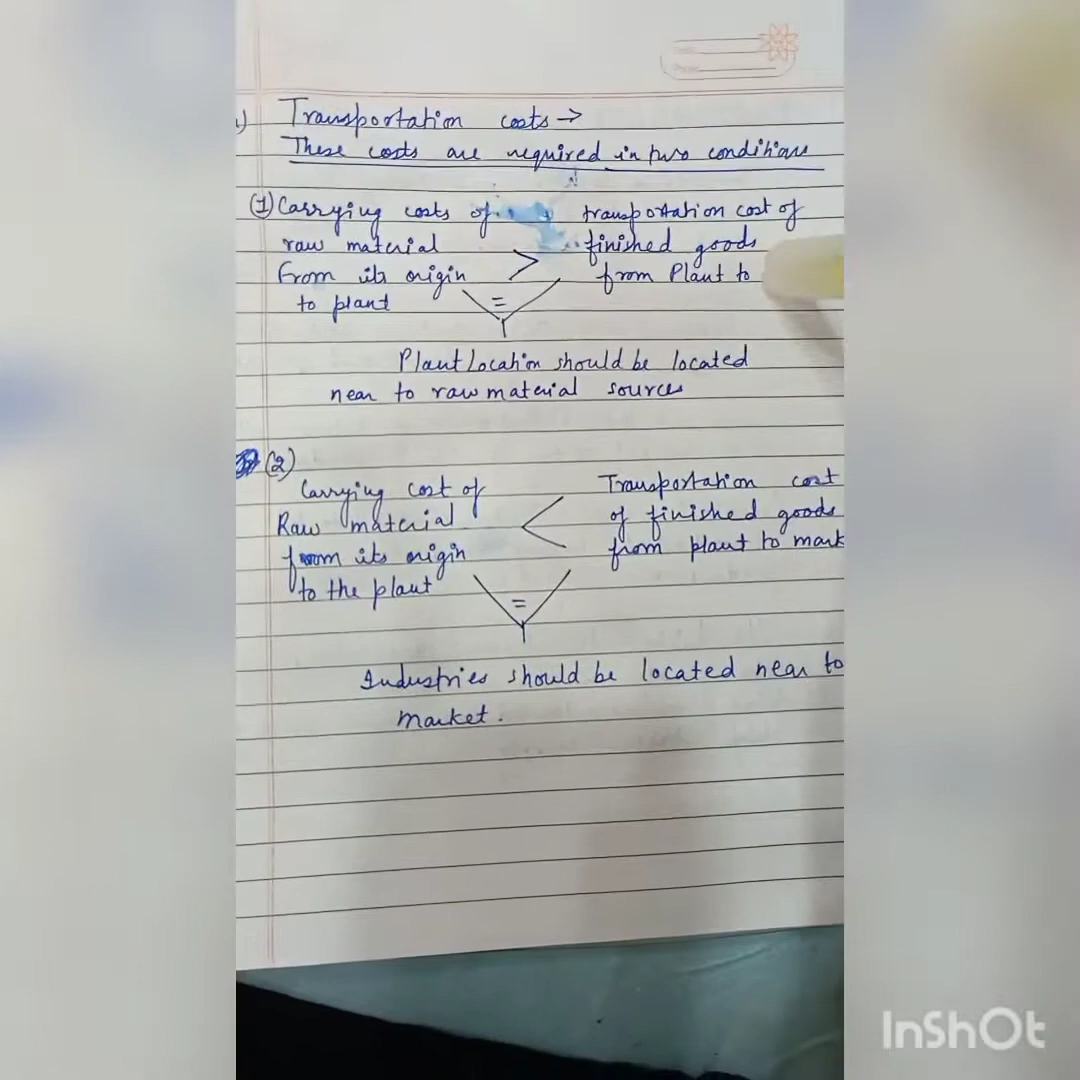 Transportation costs →
These costs are required in two conditions
(1) Carrying costs of
raw material
from its origin
to plant
>
transportation cost of
finished goods
from Plant to
=
Plant Location should be located
near to raw material sources
(2)
Carrying cost of
Raw material
from its origin
to the plant
<
Transportation cost
of finished goods
from plant to mark
=
Industries should be located near to
market.
InShOt